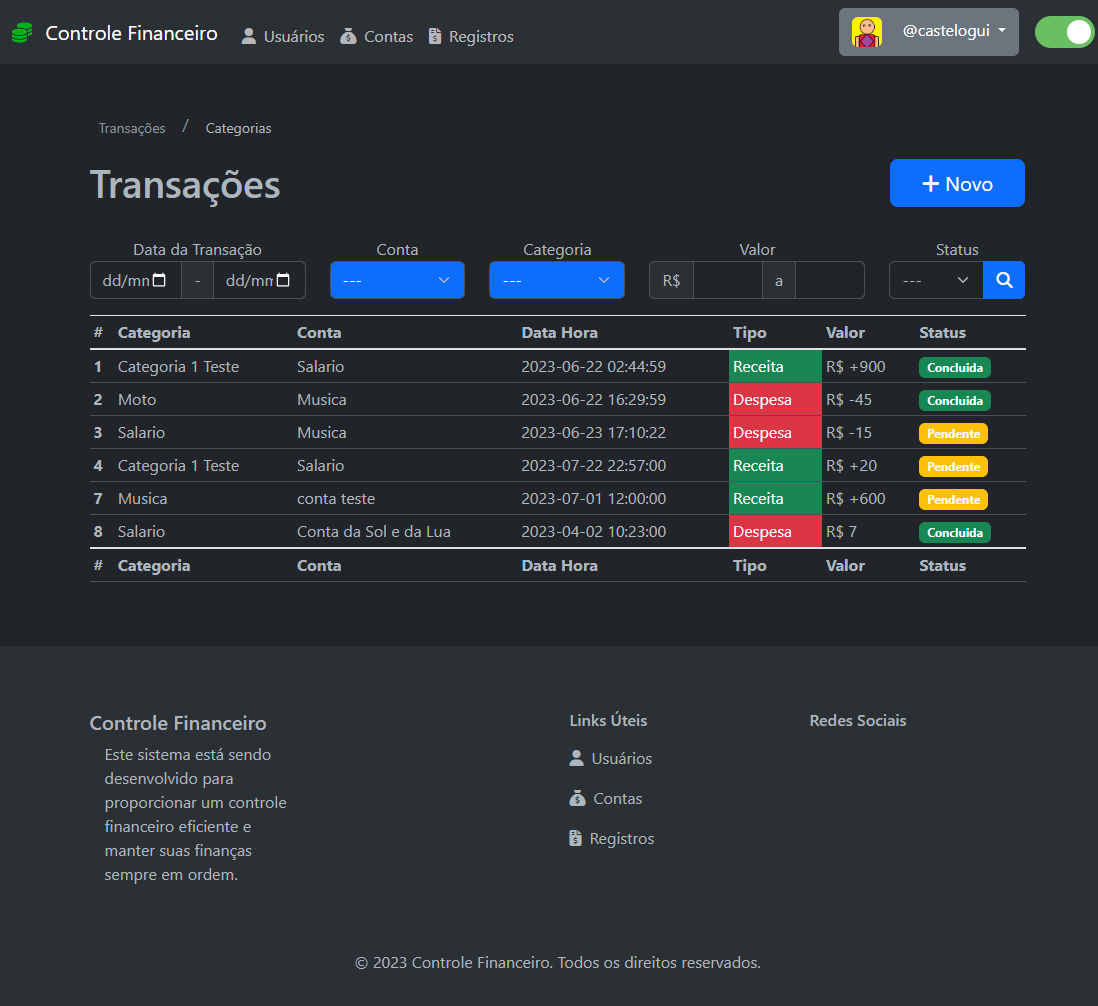 Controle Financeiro Usuários Contas Registros @castelogui
Transações / Categorias
Transações
Novo
Data da Transação Conta Categoria Valor Status
dd/mm - dd/mm --- --- R$ a ---
# Categoria Conta Data Hora Tipo Valor Status
1 Categoria 1 Teste Salario 2023-06-22 02:44:59 Receita R$ +900 Concluida
2 Moto Musica 2023-06-22 16:29:59 Despesa R$ -45 Concluida
3 Salario Musica 2023-06-23 17:10:22 Despesa R$ -15 Pendente
4 Categoria 1 Teste Salario 2023-07-22 22:57:00 Receita R$ +20 Pendente
7 Musica conta teste 2023-07-01 12:00:00 Receita R$ +600 Pendente
8 Salario Conta da Sol e da Lua 2023-04-02 10:23:00 Despesa R$ 7 Concluida
# Categoria Conta Data Hora Tipo Valor Status
Controle Financeiro
Este sistema está sendo
desenvolvido para
proporcionar um controle
financeiro eficiente e
manter suas finanças
sempre em ordem.
Links Úteis
Usuários
Contas
Registros
Redes Sociais
© 2023 Controle Financeiro. Todos os direitos reservados.